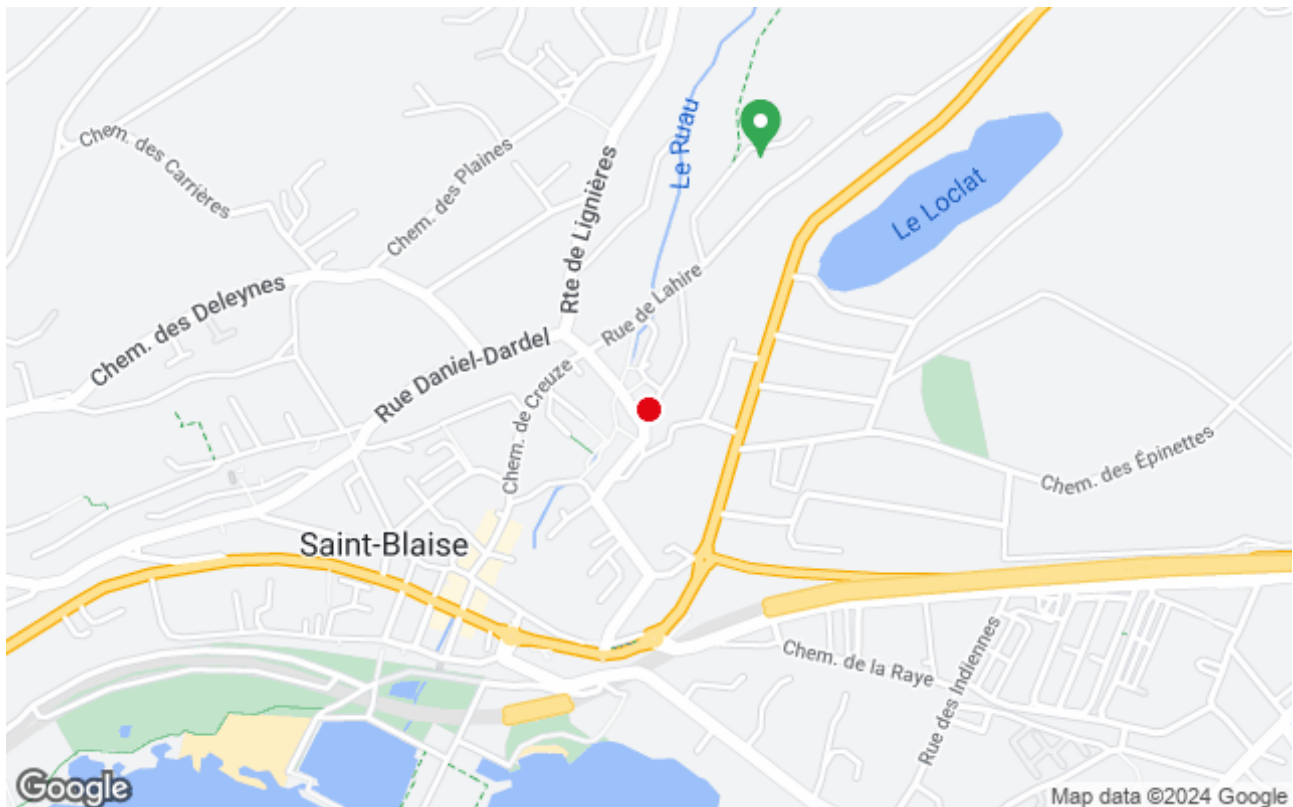 Le Ruau
Chem. des Carrières
Chem. des Plaines
Rte de Lignières
Le Loclat
Rue de Lahire
Chem. des Deleynes
Rue Daniel-Dardel
Chem. de Creuze
Chem. des Épinettes
Saint-Blaise
Chem. de la Raye
Rue des Indiennes
Google
Map data ©2024 Google